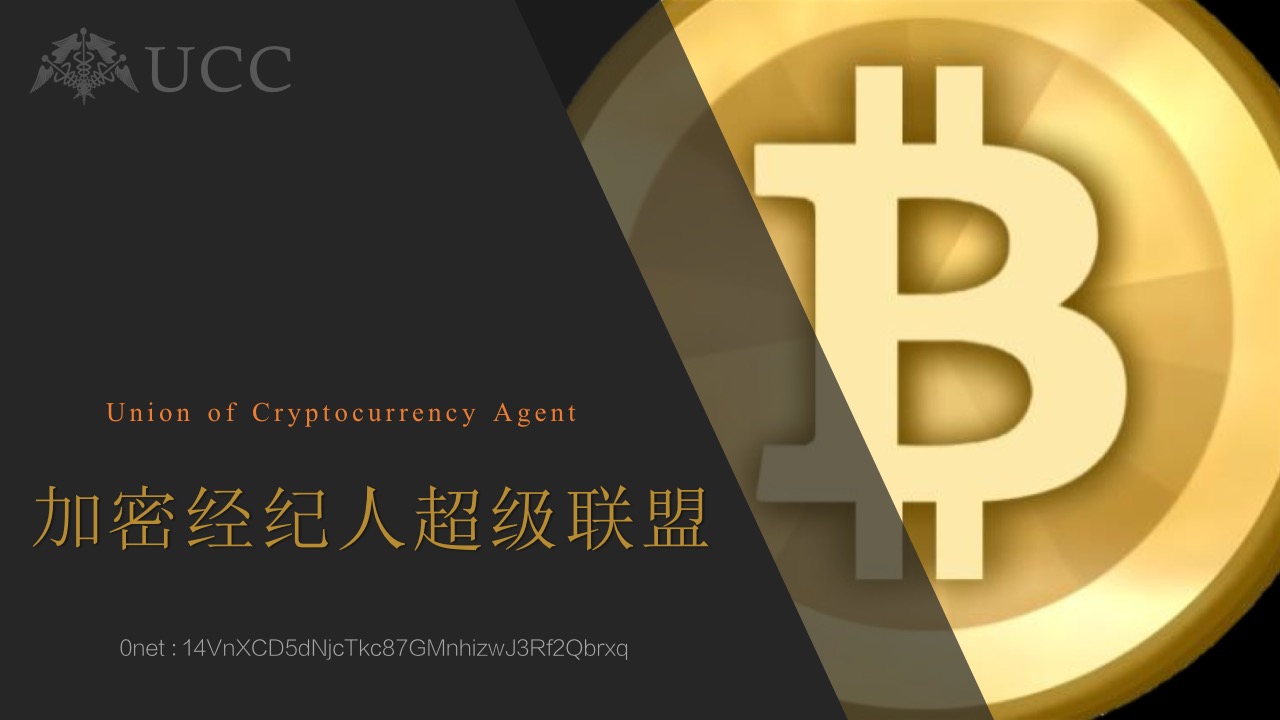 UCC
Union of Cryptocurrency Agent
加密经纪人超级联盟
0net : 14VnXCD5dNjcTkc87GMnhizwJ3Rf2Qbrxq